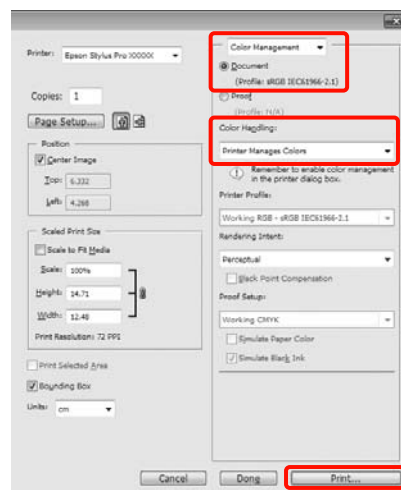 Printer: Epson Stylus Pro XXXXX
Copies: 1
Page Setup...
Position
Center Image
Top: 6.332
Left: 4.268
Scaled Print Size
Scale to Fit Media
Scale: 100%
Height: 14.71
Width: 12.48
Print Resolution: 72 PPI
Print Selected Area
Bounding Box
Units: cm
Color Management
Document
(Profile: sRGB IEC61966-2.1)
Proof
(Profile: N/A)
Color Handling:
Printer Manages Colors
Remember to enable color management
in the printer dialog box.
Printer Profile:
Working RGB - sRGB IEC61966-2.1
Rendering Intent:
Perceptual
Black Point Compensation
Proof Setup:
Working CMYK
Simulate Paper Color
Simulate Black Ink
Cancel
Done
Print...